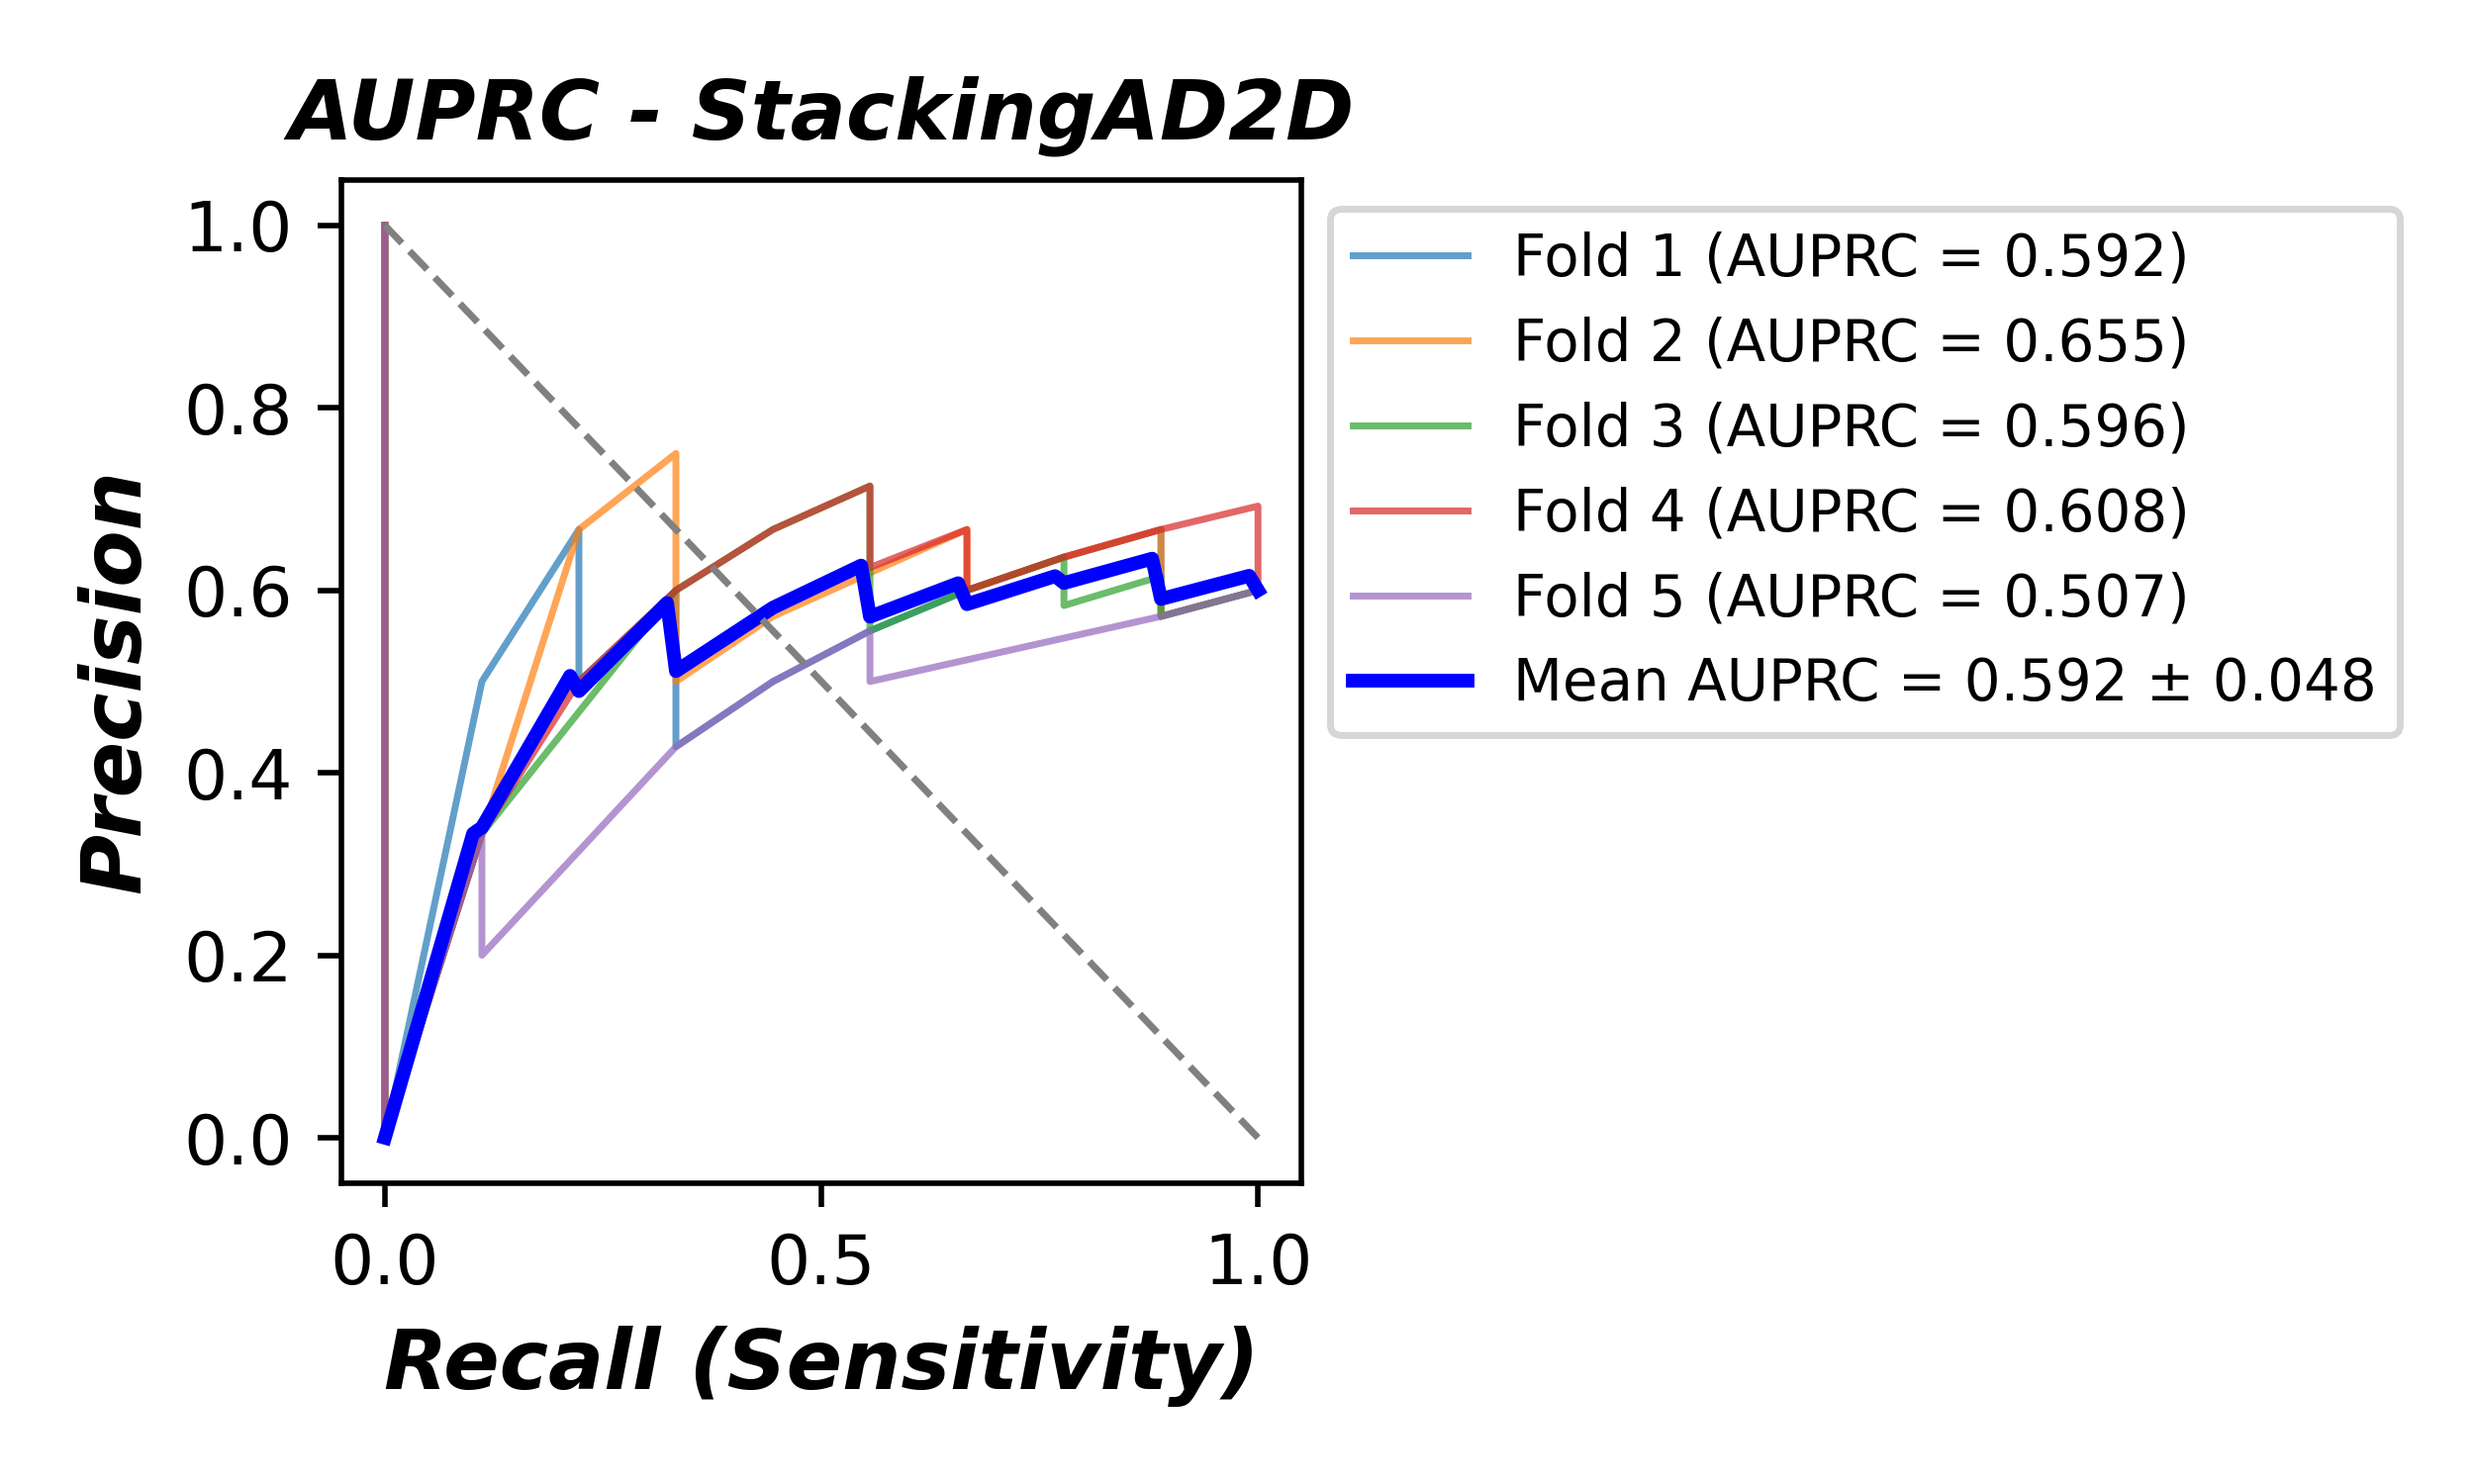 AUPRC - StackingAD2D
Precision
1.0
0.8
0.6
0.4
0.2
0.0
0.0 0.5 1.0
Recall (Sensitivity)
Fold 1 (AUPRC = 0.592)
Fold 2 (AUPRC = 0.655)
Fold 3 (AUPRC = 0.596)
Fold 4 (AUPRC = 0.608)
Fold 5 (AUPRC = 0.507)
Mean AUPRC = 0.592 ± 0.048